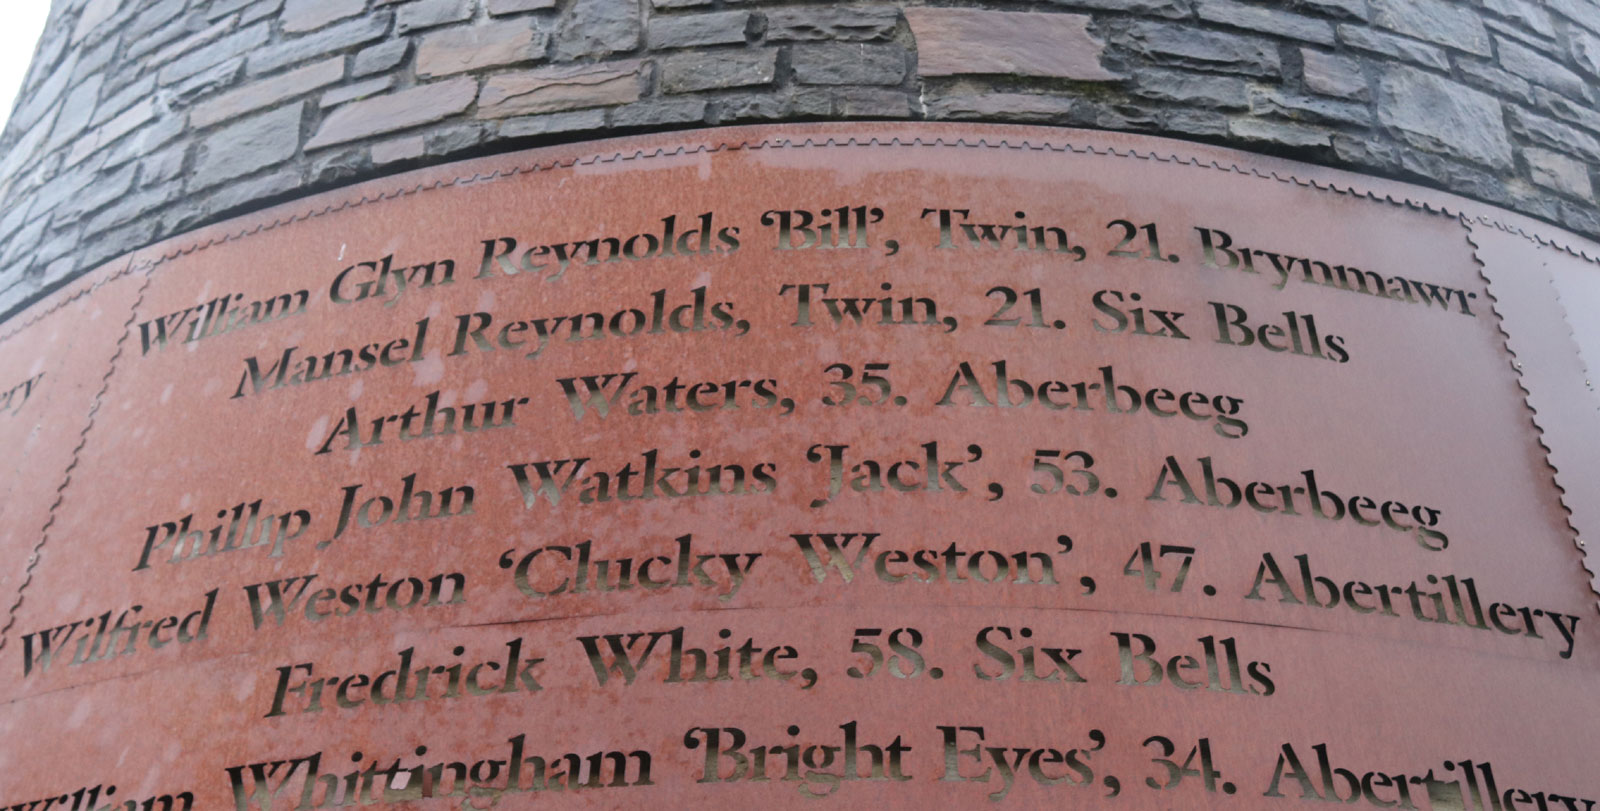 William Glyn Reynolds ‘Bill’, Twin, 21. Brynmawr
Mansel Reynolds, Twin, 21. Six Bells
Arthur Waters, 35. Aberbeeg
Phillip John Watkins ‘Jack’, 53. Aberbeeg
Wilfred Weston ‘Clucky Weston’, 47. Abertillery
Fredrick White, 58. Six Bells
William Whittingham ‘Bright Eyes’, 34. Abertillery